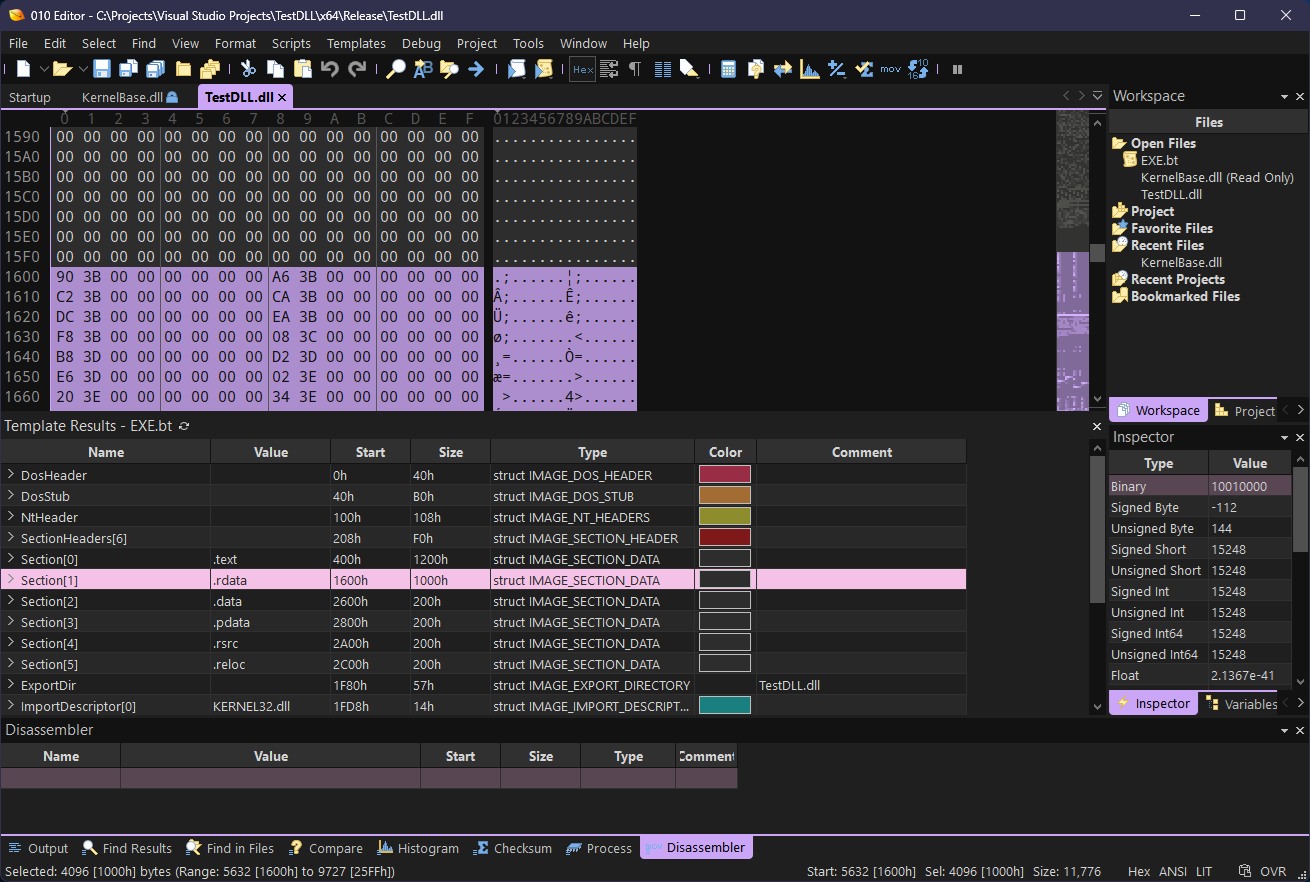 010 Editor - C:\Projects\Visual Studio Projects\TestDLL\x64\Release\TestDLL.dll
File Edit Select Find View Format Scripts Templates Debug Project Tools Window Help
Hex mov
Startup KernelBase.dll TestDLL.dll
0 1 2 3 4 5 6 7 8 9 A B C D E F 0123456789ABCDEF
1590 00 00 00 00 00 00 00 00 00 00 00 00 00 00 00 00 ................
15A0 00 00 00 00 00 00 00 00 00 00 00 00 00 00 00 00 ................
15B0 00 00 00 00 00 00 00 00 00 00 00 00 00 00 00 00 ................
15C0 00 00 00 00 00 00 00 00 00 00 00 00 00 00 00 00 ................
15D0 00 00 00 00 00 00 00 00 00 00 00 00 00 00 00 00 ................
15E0 00 00 00 00 00 00 00 00 00 00 00 00 00 00 00 00 ................
15F0 00 00 00 00 00 00 00 00 00 00 00 00 00 00 00 00 ................
1600 90 3B 00 00 00 00 00 00 A6 3B 00 00 00 00 00 00 .;......¦;......
1610 C2 3B 00 00 00 00 00 00 CA 3B 00 00 00 00 00 00 Â;......Ê;......
1620 DC 3B 00 00 00 00 00 00 EA 3B 00 00 00 00 00 00 Ü;......ê;......
1630 F8 3B 00 00 00 00 00 00 08 3C 00 00 00 00 00 00 ø;.......<......
1640 B8 3D 00 00 00 00 00 00 D2 3D 00 00 00 00 00 00 ¸=......Ò=......
1650 E6 3D 00 00 00 00 00 00 02 3E 00 00 00 00 00 00 æ=.......>......
1660 20 3E 00 00 00 00 00 00 34 3E 00 00 00 00 00 00  >......4>......
Workspace
Files
Open Files
EXE.bt
KernelBase.dll (Read Only)
TestDLL.dll
Project
Favorite Files
Recent Files
KernelBase.dll
Recent Projects
Bookmarked Files
Workspace Project
Template Results - EXE.bt
Name Value Start Size Type Color Comment
DosHeader 0h 40h struct IMAGE_DOS_HEADER
DosStub 40h B0h struct IMAGE_DOS_STUB
NtHeader 100h 108h struct IMAGE_NT_HEADERS
SectionHeaders[6] 208h F0h struct IMAGE_SECTION_HEADER
Section[0] .text 400h 1200h struct IMAGE_SECTION_DATA
Section[1] .rdata 1600h 1000h struct IMAGE_SECTION_DATA
Section[2] .data 2600h 200h struct IMAGE_SECTION_DATA
Section[3] .pdata 2800h 200h struct IMAGE_SECTION_DATA
Section[4] .rsrc 2A00h 200h struct IMAGE_SECTION_DATA
Section[5] .reloc 2C00h 200h struct IMAGE_SECTION_DATA
ExportDir 1F80h 57h struct IMAGE_EXPORT_DIRECTORY TestDLL.dll
ImportDescriptor[0] KERNEL32.dll 1FD8h 14h struct IMAGE_IMPORT_DESCRIPT...
Inspector
Type Value
Binary 10010000
Signed Byte -112
Unsigned Byte 144
Signed Short 15248
Unsigned Short 15248
Signed Int 15248
Unsigned Int 15248
Signed Int64 15248
Unsigned Int64 15248
Float 2.1367e-41
Inspector Variables
Disassembler
Name Value Start Size Type Comment
Output Find Results Find in Files Compare Histogram Checksum Process Disassembler
Selected: 4096 [1000h] bytes (Range: 5632 [1600h] to 9727 [25FFh]) Start: 5632 [1600h] Sel: 4096 [1000h] Size: 11,776 Hex ANSI LIT OVR